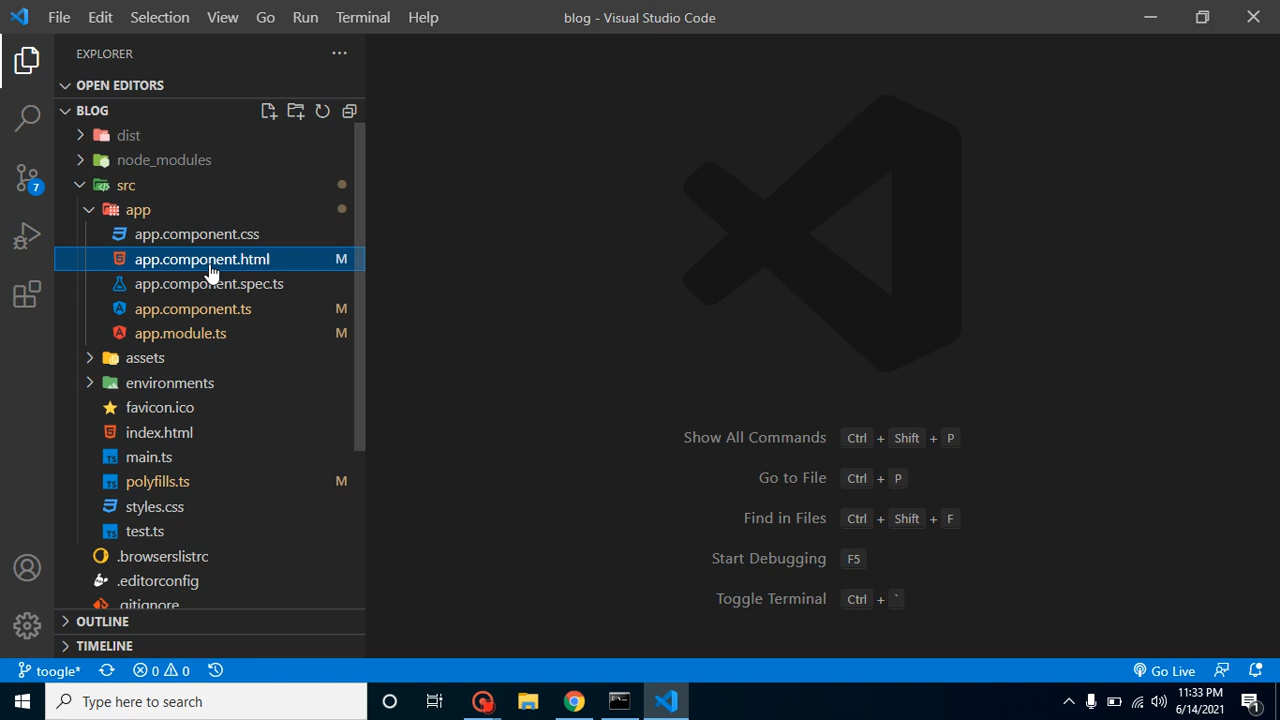 File Edit Selection View Go Run Terminal Help
blog - Visual Studio Code
EXPLORER
OPEN EDITORS
BLOG
dist
node_modules
src
app
app.component.css
app.component.html M
app.component.spec.ts
app.component.ts M
app.module.ts M
assets
environments
favicon.ico
index.html
main.ts
polyfills.ts M
styles.css
test.ts
.browserslistrc
.editorconfig
.gitignore
OUTLINE
TIMELINE
7
Show All Commands Ctrl + Shift + P
Go to File Ctrl + P
Find in Files Ctrl + Shift + F
Start Debugging F5
Toggle Terminal Ctrl + `
toogle* 0 0 Go Live
Type here to search
11:33 PM
6/14/2021
1